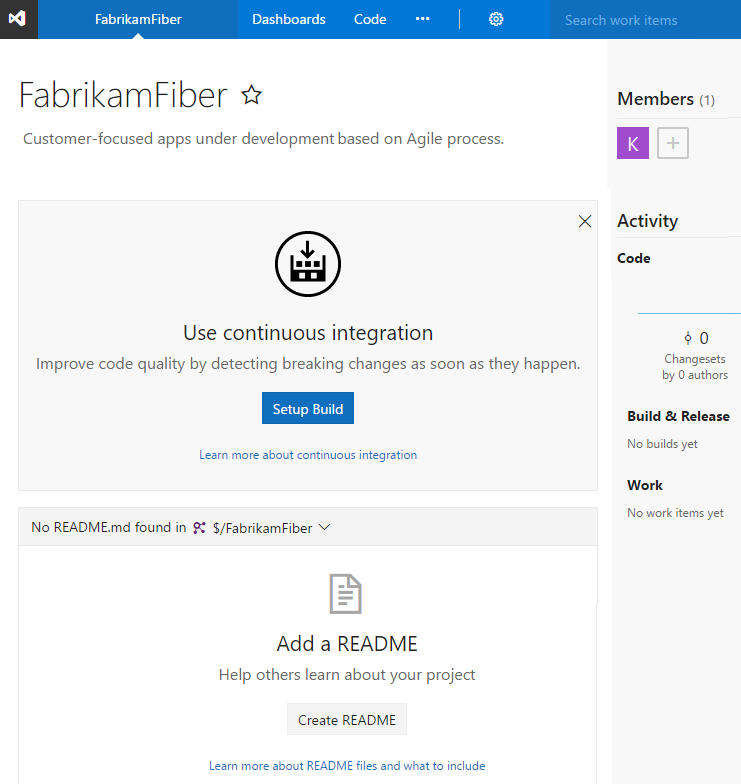 FabrikamFiber
Dashboards
Code
Search work items
FabrikamFiber
Customer-focused apps under development based on Agile process.
Use continuous integration
Improve code quality by detecting breaking changes as soon as they happen.
Setup Build
Learn more about continuous integration
No README.md found in $/FabrikamFiber
Add a README
Help others learn about your project
Create README
Learn more about README files and what to include
Members (1)
K
Activity
Code
0
Changesets
by 0 authors
Build & Release
No builds yet
Work
No work items yet